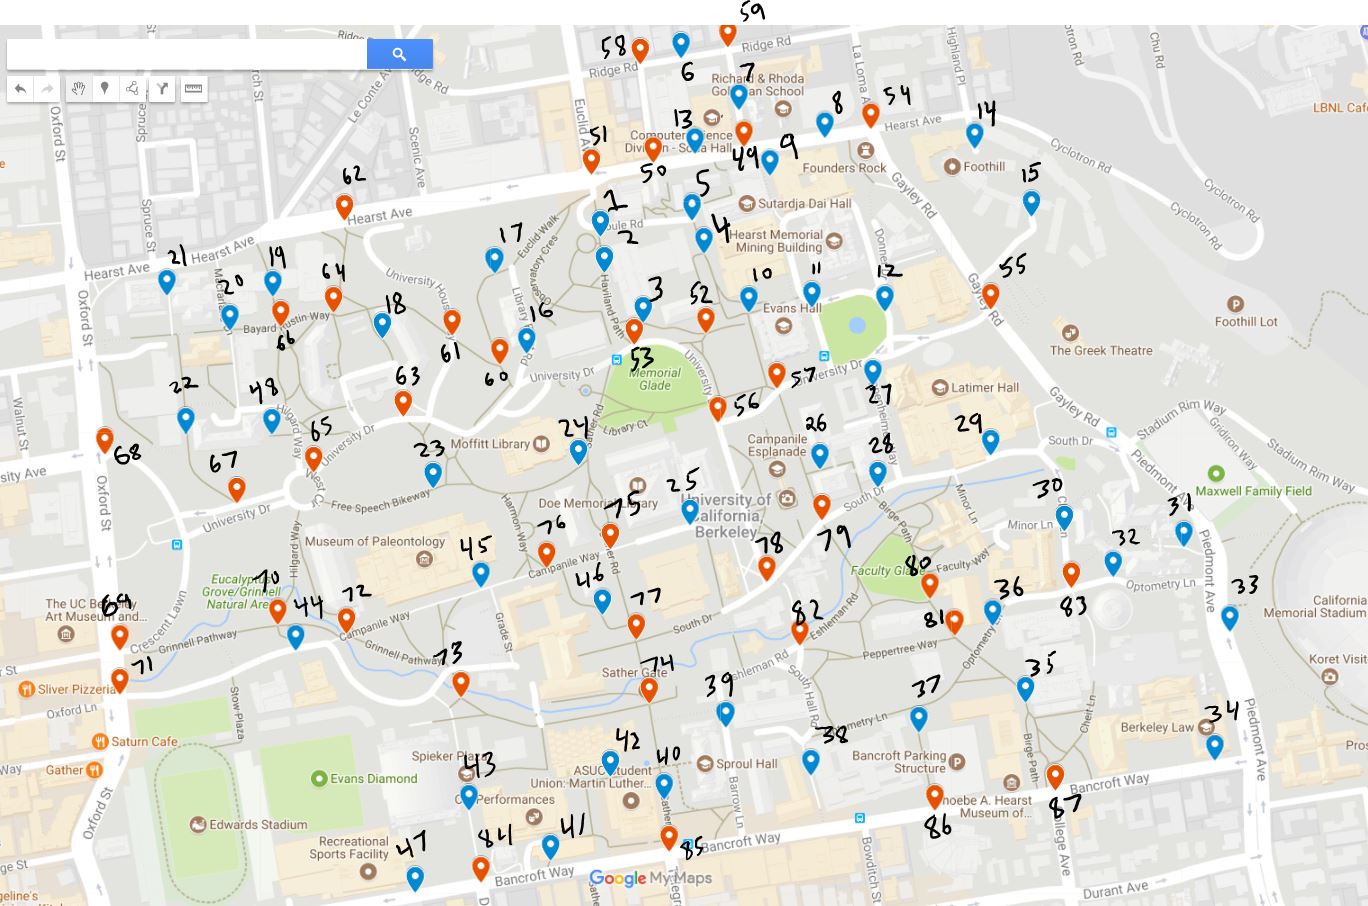 59
58
Ridge Rd
Ridge Rd
6
7
Richard & Rhoda
Goldman School
Oxford St
Le Conte Ave
Scenic Ave
Euclid Ave
La Loma Ave
Highland Pl
Chu Rd
LBNL Cafe
8
54
Hearst Ave
14
13
51
Computer Science
Division - Soda Hall
50
49
9
Founders Rock
Foothill
Cyclotron Rd
Cyclotron Rd
Cyclotron Rd
15
Gayley Rd
62
Hearst Ave
Spruce St
1
5
Sutardja Dai Hall
2
4
Hearst Memorial
Mining Building
17
Euclid Walk
Hearst Ave
Hearst Ave
21
20
19
64
University House
18
Haviland Path
3
52
10
11
12
Evans Hall
55
Gayley Rd
Foothill Lot
Oxford St
Bayard Rustin Way
66
61
16
53
60
University Dr
Memorial
Glade
57
University Dr
The Greek Theatre
27
Latimer Hall
Gayley Rd
Walnut St
22
48
63
56
65
Hilgard Way
University Dr
Moffitt Library
Sather Rd
Library Ct
24
Campanile
Esplanade
26
28
29
South Dr
Stadium Rim Way
Gridiron Way
Stadium Rim Way
68
67
23
West Ci
Free Speech Bikeway
Doe Memorial Library
75
25
University of
California
Berkeley
South Dr
Minor Ln
30
Piedmont
Maxwell Family Field
Oxford St
University Dr
Harmon Way
Birge Path
Minor Ln
31
Museum of Paleontology
Hilgard Way
45
76
Campanile Way
78
79
Faculty Glade
80
Faculty Way
32
Piedmont Ave
Optometry Ln
Eucalyptus
Grove/Grinnell
Natural Area
70
44
72
Campanile Way
46
77
South Dr
82
Eshleman Rd
81
36
83
33
California
Memorial Stadium
69
The UC Berkeley
Art Museum and...
Crescent Lawn
Grinnell Pathway
Grinnell-Pathway
Grade St
Peppertree Way
71
73
Sather Gate
74
35
Koret Visitor
Sliver Pizzeria
Oxford Ln
Stow Plaza
39
South Hall Rd
37
Cheit Ln
Berkeley Law
34
Piedmont Ave
Saturn Cafe
Gather
42
40
Sproul Hall
38
Bancroft Parking
Structure
Birge Path
Spieker Plaza
43
ASUC Student
Union: Martin Luther...
Evans Diamond
Cal Performances
Barrow Ln
Phoebe A. Hearst
Museum of...
Bancroft Way
87
86
Oxford St
Edwards Stadium
Recreational
Sports Facility
47
84
41
85
Bancroft Way
Bancroft Way
Bowditch St
College Ave
Durant Ave
Google My Maps